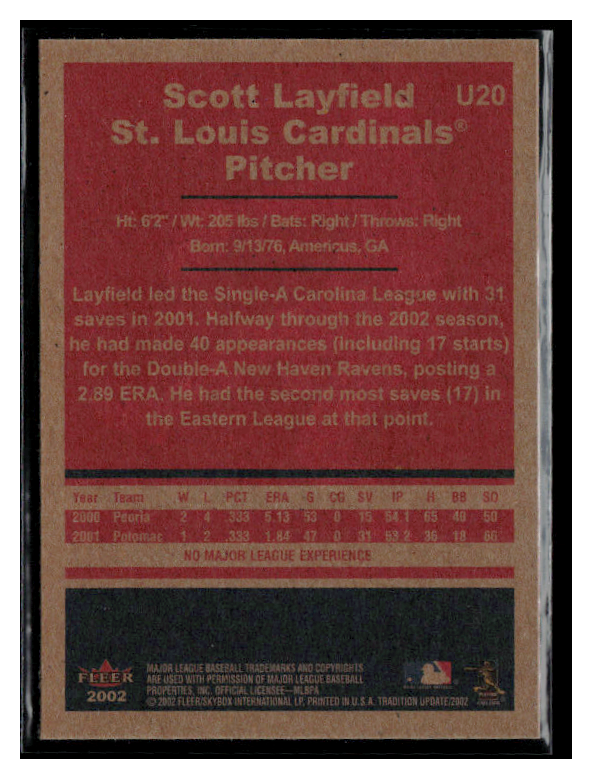 Scott Layfield U20
St. Louis Cardinals®
Pitcher
Ht: 6'2" / Wt: 205 lbs / Bats: Right / Throws: Right
Born: 9/13/76, Americus, GA
Layfield led the Single-A Carolina League with 31
saves in 2001. Halfway through the 2002 season,
he had made 40 appearances (including 17 starts)
for the Double-A New Haven Ravens, posting a
2.89 ERA. He had the second most saves (17) in
the Eastern League at that point.
Year Team W L PCT ERA G CG SV IP H BB SO
2000 Peoria 2 4 .333 5.13 53 0 15 54.1 65 40 50
2001 Potomac 1 2 .333 1.84 47 0 31 63.2 36 18 66
NO MAJOR LEAGUE EXPERIENCE
FLEER
2002
MAJOR LEAGUE BASEBALL TRADEMARKS AND COPYRIGHTS
ARE USED WITH PERMISSION OF MAJOR LEAGUE BASEBALL
PROPERTIES, INC. OFFICIAL LICENSEE—MLBPA
© 2002 FLEER/SKYBOX INTERNATIONAL LP. PRINTED IN U.S.A. TRADITION UPDATE/2002